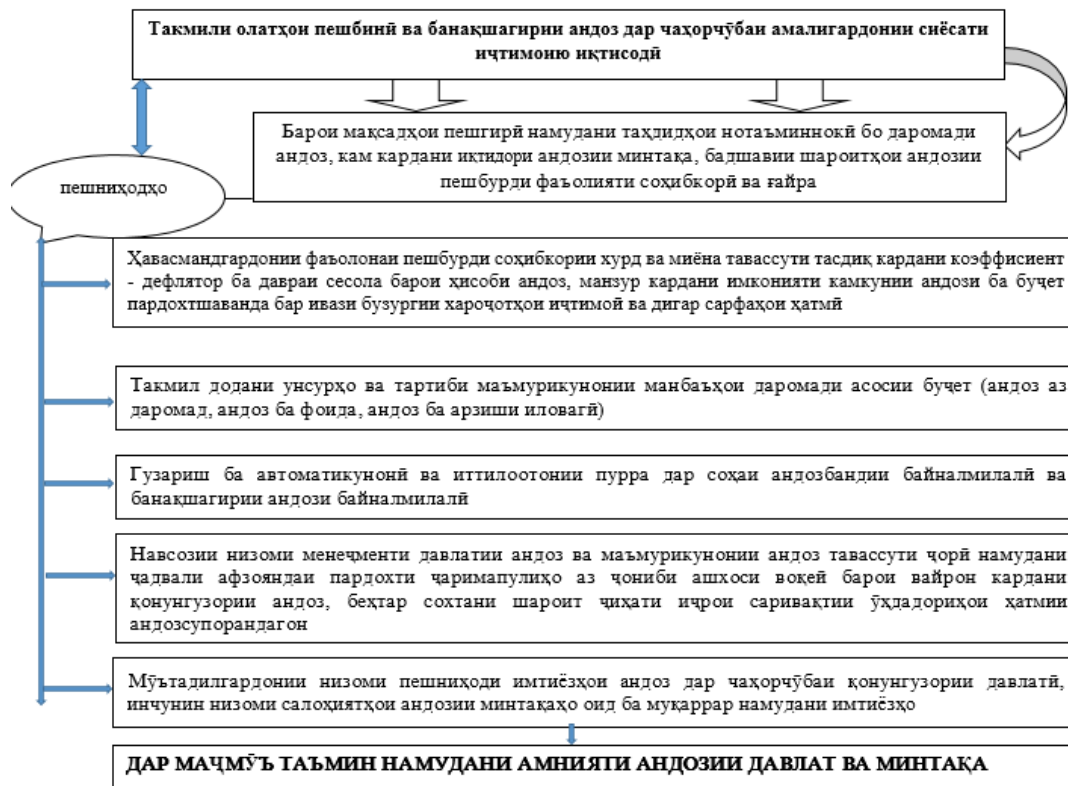 Такмили олатҳои пешбинӣ ва банақшагирии андоз дар чаҳорчӯбаи амалигардонии сиёсати
иҷтимоию иқтисодӣ
Барои мақсадҳои пешгирӣ намудани таҳдидҳои нотаъминнокӣ бо даромади
андоз, кам кардани иқтидори андозии минтақа, бадшавии шароитҳои андозии
пешбурди фаъолияти соҳибкорӣ ва ғайра
пешниҳодҳо
Ҳавасмандгардонии фаъолонаи пешбурди соҳибкории хурд ва миёна тавассути тасдиқ кардани коэффисиент
- дефлятор ба давраи сесола барои ҳисоби андоз, манзур кардани имконияти камкунии андози ба буҷет
пардохтшаванда бар ивази бузургии хароҷотҳои иҷтимоӣ ва дигар сарфаҳои ҳатмӣ
Такмил додани унсурҳо ва тартиби маъмурикунонии манбаъҳои даромади асосии буҷет (андоз аз
даромад, андоз ба фоида, андоз ба арзиши иловагӣ)
Гузариш ба автоматикунонӣ ва иттилоотонии пурра дар соҳаи андозбандии байналмилалӣ ва
банақшагирии андози байналмилалӣ
Навсозии низоми менеҷменти давлатии андоз ва маъмурикунонии андоз тавассути ҷорӣ намудани
ҷадвали афзояндаи пардохти ҷаримапулиҳо аз ҷониби ашхоси воқеӣ барои вайрон кардани
қонунгузории андоз, беҳтар сохтани шароит ҷиҳати иҷрои саривақтии ӯҳдадориҳои ҳатмии
андозсупорандагон
Мӯътадилгардонии низоми пешниҳоди имтиёзҳои андоз дар чаҳорчӯбаи қонунгузории давлатӣ,
инчунин низоми салоҳиятҳои андозии минтақаҳо оид ба муқаррар намудани имтиёзҳо
ДАР МАҶМӮЪ ТАЪМИН НАМУДАНИ АМНИЯТИ АНДОЗИИ ДАВЛАТ ВА МИНТАҚА